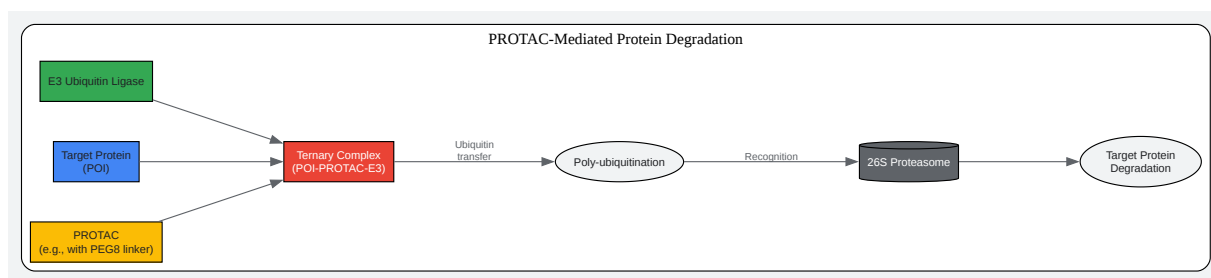 PROTAC-Mediated Protein Degradation
E3 Ubiquitin Ligase
Target Protein
(POI)
PROTAC
(e.g., with PEG8 linker)
Ternary Complex
(POI-PROTAC-E3)
Ubiquitin
transfer
Poly-ubiquitination
Recognition
26S Proteasome
Target Protein
Degradation